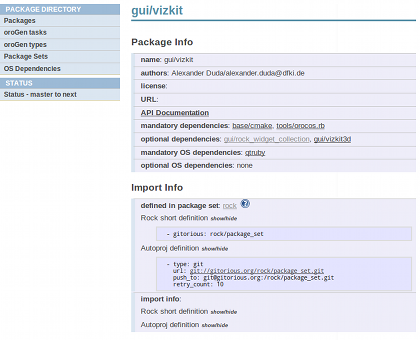 PACKAGE DIRECTORY
Packages
oroGen tasks
oroGen types
Package Sets
OS Dependencies
STATUS
Status - master to next
gui/vizkit
Package Info
name: gui/vizkit
authors: Alexander Duda/alexander.duda@dfki.de
license:
URL:
API Documentation
mandatory dependencies: base/cmake, tools/orocos.rb
optional dependencies: gui/rock_widget_collection, gui/vizkit3d
mandatory OS dependencies: qtruby
optional OS dependencies: none
Import Info
defined in package set: rock ?
Rock short definition show/hide
- gitorious: rock/package_set
Autoproj definition show/hide
- type: git
url: git://gitorious.org/rock/package_set.git
push_to: git@gitorious.org:/rock/package_set.git
retry_count: 10
import info:
Rock short definition show/hide
Autoproj definition show/hide